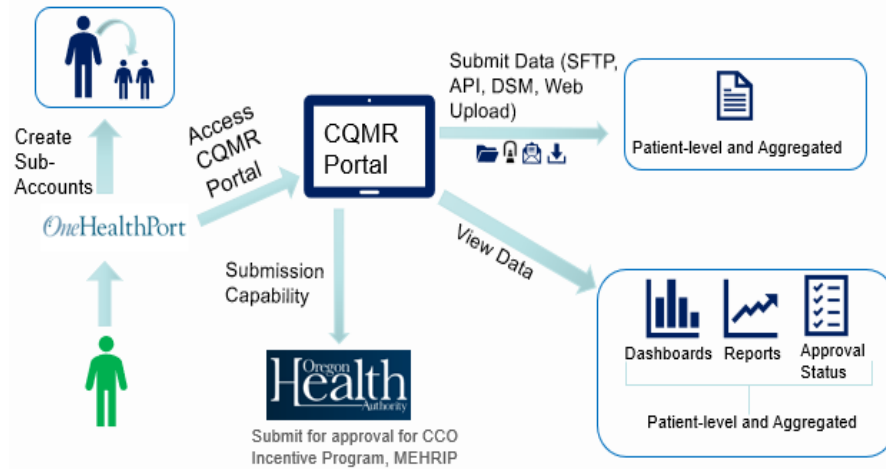 Create
Sub-
Accounts
OneHealthPort
Access
CQMR
Portal
CQMR
Portal
Submit Data (SFTP,
API, DSM, Web
Upload)
Patient-level and Aggregated
Submission
Capability
View Data
Oregon
Health
Authority
Submit for approval for CCO
Incentive Program, MEHRIP
Dashboards
Reports
Approval
Status
Patient-level and Aggregated